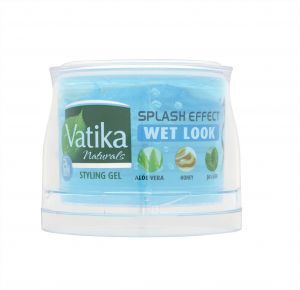 Vatika
Naturals
STYLING GEL
SPLASH EFFECT
WET LOOK
ALOE VERA
HONEY